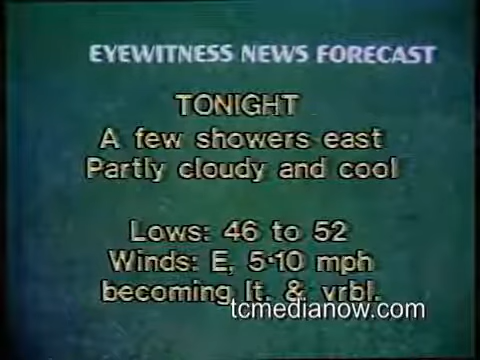 EYEWITNESS NEWS FORECAST
TONIGHT
A few showers east
Partly cloudy and cool
Lows: 46 to 52
Winds: E, 5-10 mph
becoming lt. & vrbl.
tcmedianow.com